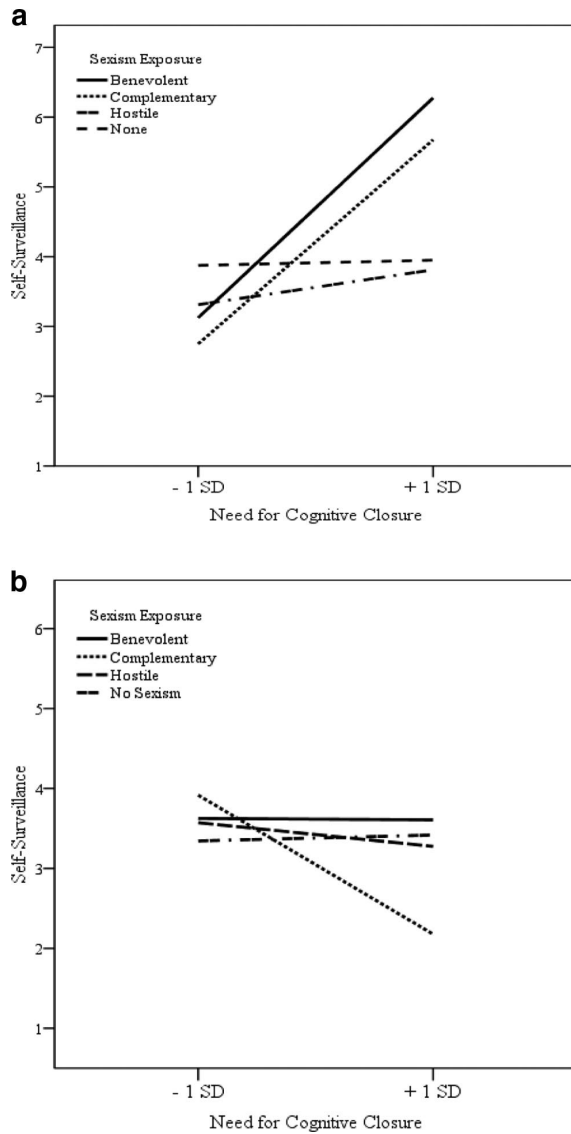 a
7
Sexism Exposure
Benevolent
Complementary
Hostile
None
6
5
4
3
2
1
Self-Surveillance
- 1 SD
+ 1 SD
Need for Cognitive Closure
b
Sexism Exposure
6
Benevolent
Complementary
Hostile
No Sexism
5
4
3
2
1
Self-Surveillance
- 1 SD
+ 1 SD
Need for Cognitive Closure